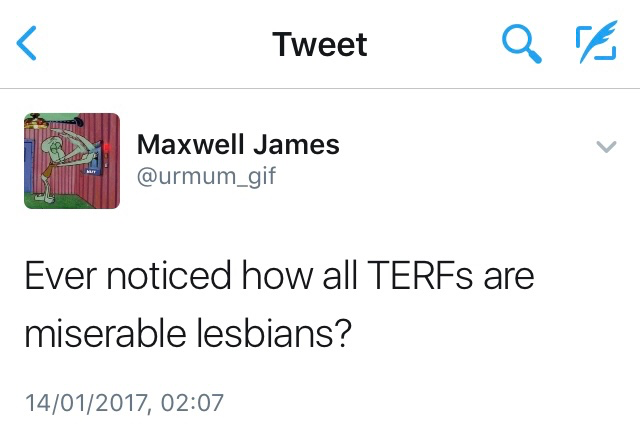 Tweet
Maxwell James
@urmum_gif
Ever noticed how all TERFs are
miserable lesbians?
14/01/2017, 02:07